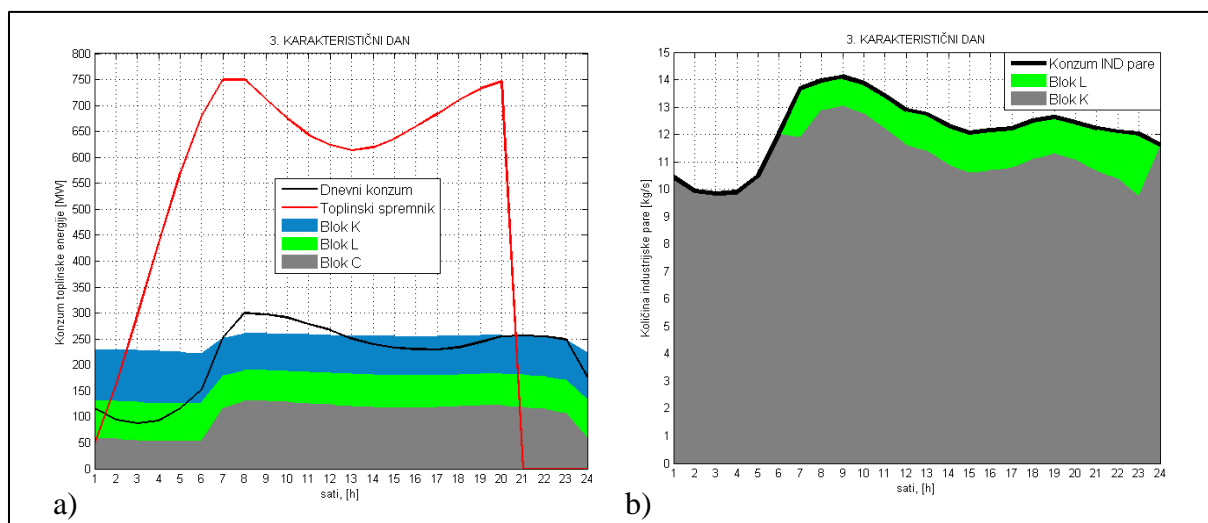 3. KARAKTERISTIČNI DAN
800
750
700
650
600
550
500
450
400
350
300
250
200
150
100
50
0
Konzum toplinske energije [MW]
Dnevni konzum
Toplinski spremnik
Blok K
Blok L
Blok C
1 2 3 4 5 6 7 8 9 10 11 12 13 14 15 16 17 18 19 20 21 22 23 24
sati, [h]
a)
3. KARAKTERISTIČNI DAN
15
14
13
12
11
10
9
8
7
6
5
4
3
2
1
0
Količina industrijske pare [kg/s]
Konzum IND pare
Blok L
Blok K
1 2 3 4 5 6 7 8 9 10 11 12 13 14 15 16 17 18 19 20 21 22 23 24
sati, [h]
b)